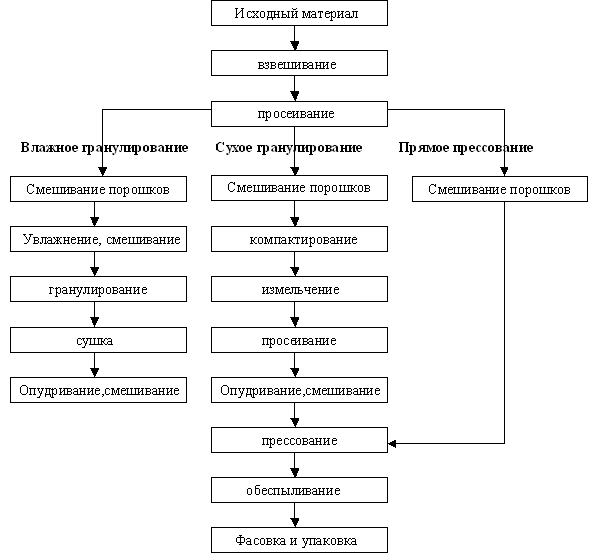 Исходный материал
взвешивание
просеивание
Влажное гранулирование
Сухое гранулирование
Прямое прессование
Смешивание порошков
Смешивание порошков
Смешивание порошков
Увлажнение, смешивание
компактирование
гранулирование
измельчение
сушка
просеивание
Опудривание,смешивание
Опудривание,смешивание
прессование
обеспыливание
Фасовка и упаковка